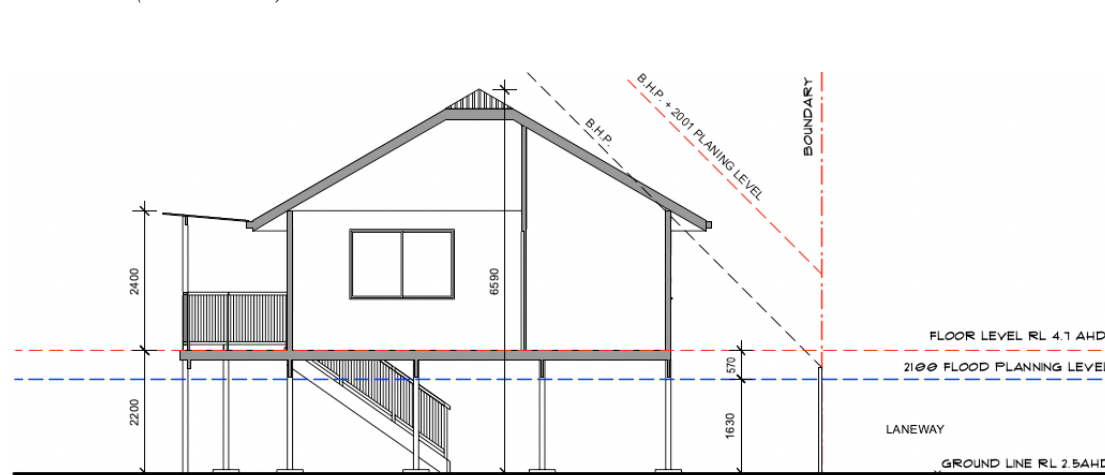 BOUNDARY
B.H.P. + 2001 PLANING LEVEL
B.H.P.
2400
6590
FLOOR LEVEL RL 4.7 AHD
570
2100 FLOOD PLANNING LEVEL
2200
1630
LANEWAY
GROUND LINE RL 2.5AHD